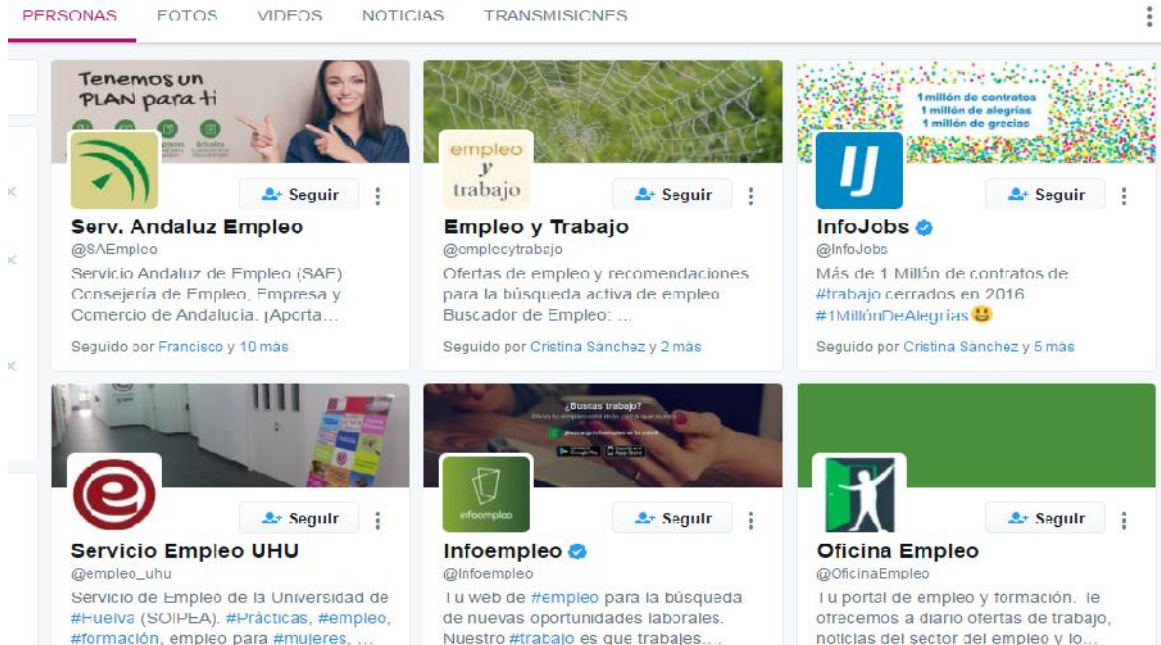 PERSONAS FOTOS VIDEOS NOTICIAS TRANSMISIONES
Tenemos un
PLAN para ti
Seguir
Serv. Andaluz Empleo
@SAEmpleo
Servicio Andaluz de Empleo (SAE)
Consejería de Empleo, Empresa y
Comercio de Andalucía. ¡Aporta...
Seguido por Francisco y 10 más
empleo
y
trabajo
Seguir
Empleo y Trabajo
@empleoytrabajo
Ofertas de empleo y recomendaciones
para la búsqueda activa de empleo
Buscador de Empleo: ...
Seguido por Cristina Sánchez y 2 más
1 millón de contratos
1 millón de alegrías
1 millón de gracias
IJ
Seguir
InfoJobs
@InfoJobs
Más de 1 Millón de contratos de
#trabajo cerrados en 2016
#1MillónDeAlegrías
Seguido por Cristina Sánchez y 5 más
e
Seguir
Servicio Empleo UHU
@empleo_uhu
Servicio de Empleo de la Universidad de
#Huelva (SOIPEA). #Prácticas, #empleo,
#formación, empleo para #mujeres, ...
¿Buscas trabajo?
infoempleo
Seguir
Infoempleo
@Infoempleo
Tu web de #empleo para la búsqueda
de nuevas oportunidades laborales.
Nuestro #trabajo es que trabajes....
Seguir
Oficina Empleo
@OficinaEmpleo
Tu portal de empleo y formación. Te
ofrecemos a diario ofertas de trabajo,
noticias del sector del empleo y lo...